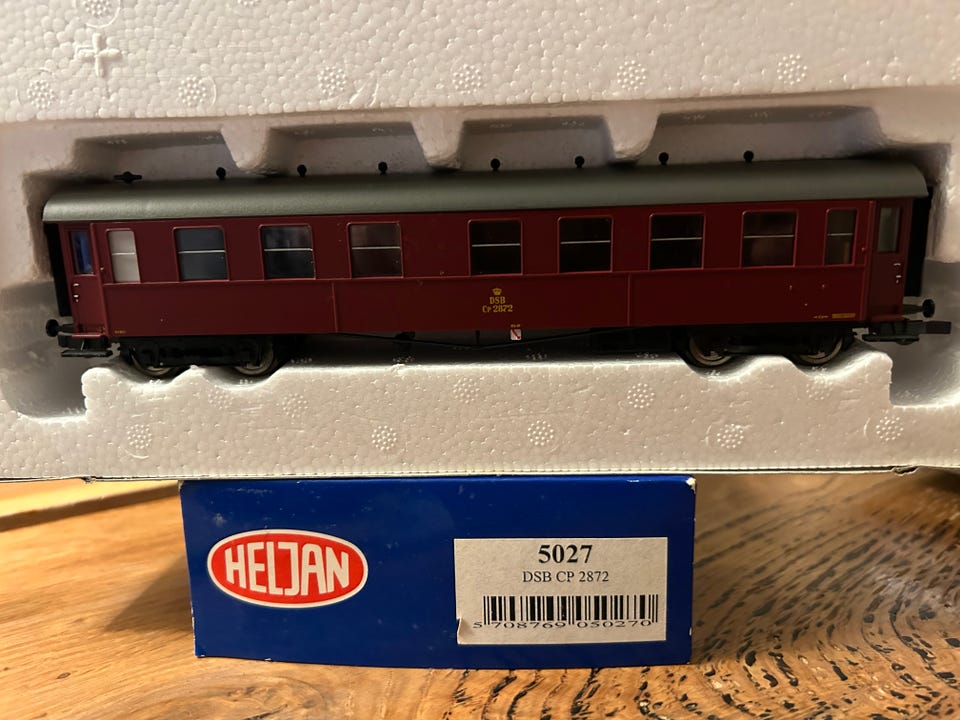 DSB
CP 2872
HELJAN
5027
DSB CP 2872
5 708769 050270